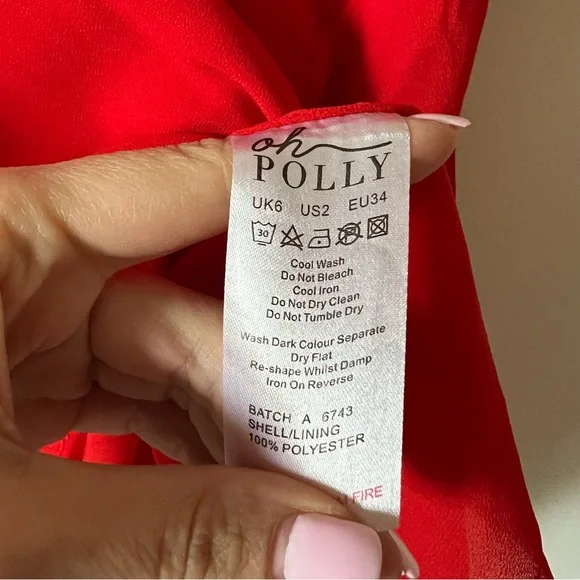 oh
POLLY
UK6 US2 EU34
30
Cool Wash
Do Not Bleach
Cool Iron
Do Not Dry Clean
Do Not Tumble Dry
Wash Dark Colour Separate
Dry Flat
Re-shape Whilst Damp
Iron On Reverse
BATCH A 6743
SHELL/LINING
100% POLYESTER
FIRE